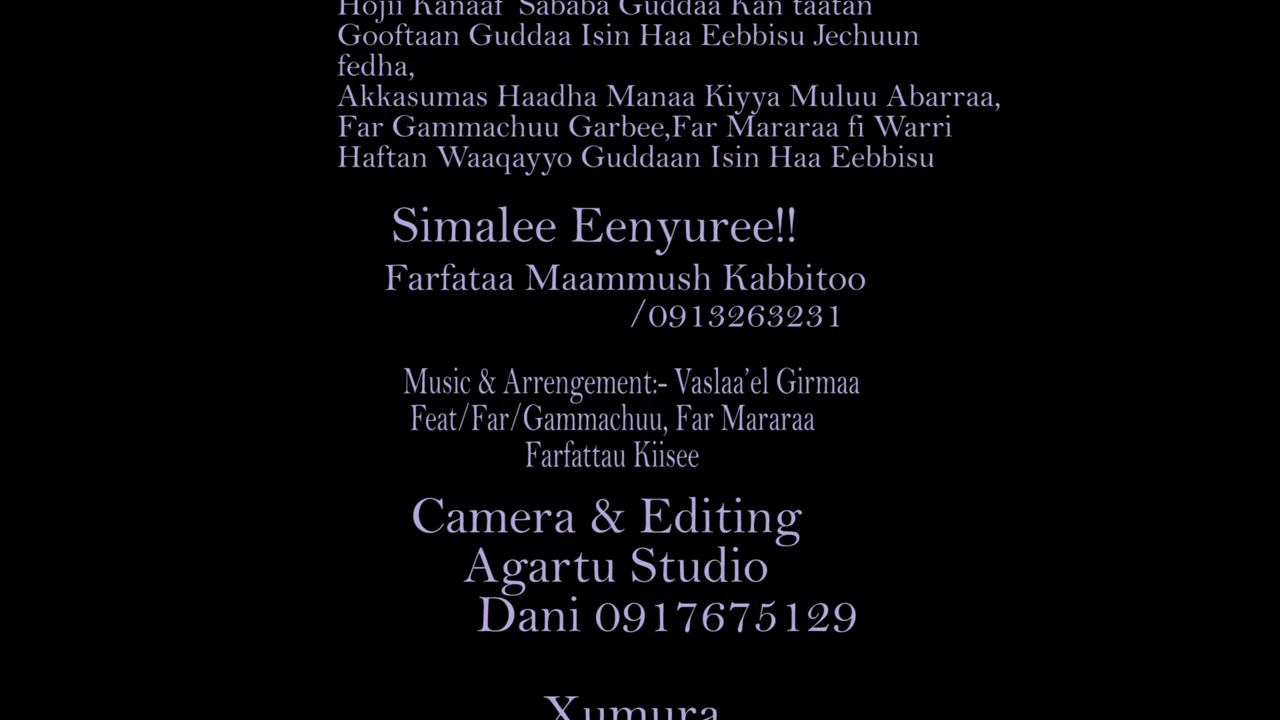 Hojii Kanaaf Sababa Guddaa Kan taatan
Gooftaan Guddaa Isin Haa Eebbisu Jechuun
fedha,
Akkasumas Haadha Manaa Kiyya Muluu Abarraa,
Far Gammachuu Garbee,Far Mararaa fi Warri
Haftan Waaqayyo Guddaan Isin Haa Eebbisu
Simalee Eenyuree!!
Farfataa Maammush Kabbitoo
/0913263231
Music & Arrengement:- Vaslaa’el Girmaa
Feat/Far/Gammachuu, Far Mararaa
Farfattau Kiisee
Camera & Editing
Agartu Studio
Dani 0917675129
Xumura